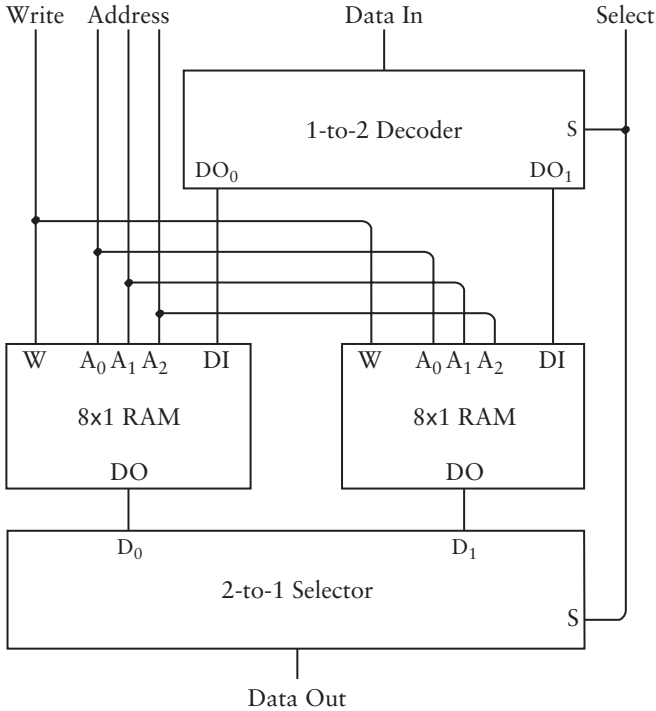 Write Address Data In Select
1-to-2 Decoder S
DO₀ DO₁
W A₀ A₁ A₂ DI W A₀ A₁ A₂ DI
8x1 RAM 8x1 RAM
DO DO
D₀ D₁
2-to-1 Selector
S
Data Out